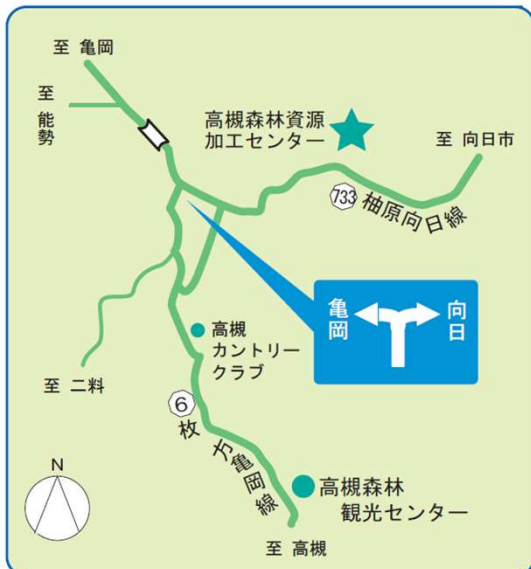 至 亀岡
至
能勢
高槻森林資源
加工センター
至 向日市
733
柚原向日線
亀岡
向日
高槻
カントリー
クラブ
至 二料
6
枚方亀岡線
N
高槻森林
観光センター
至 高槻